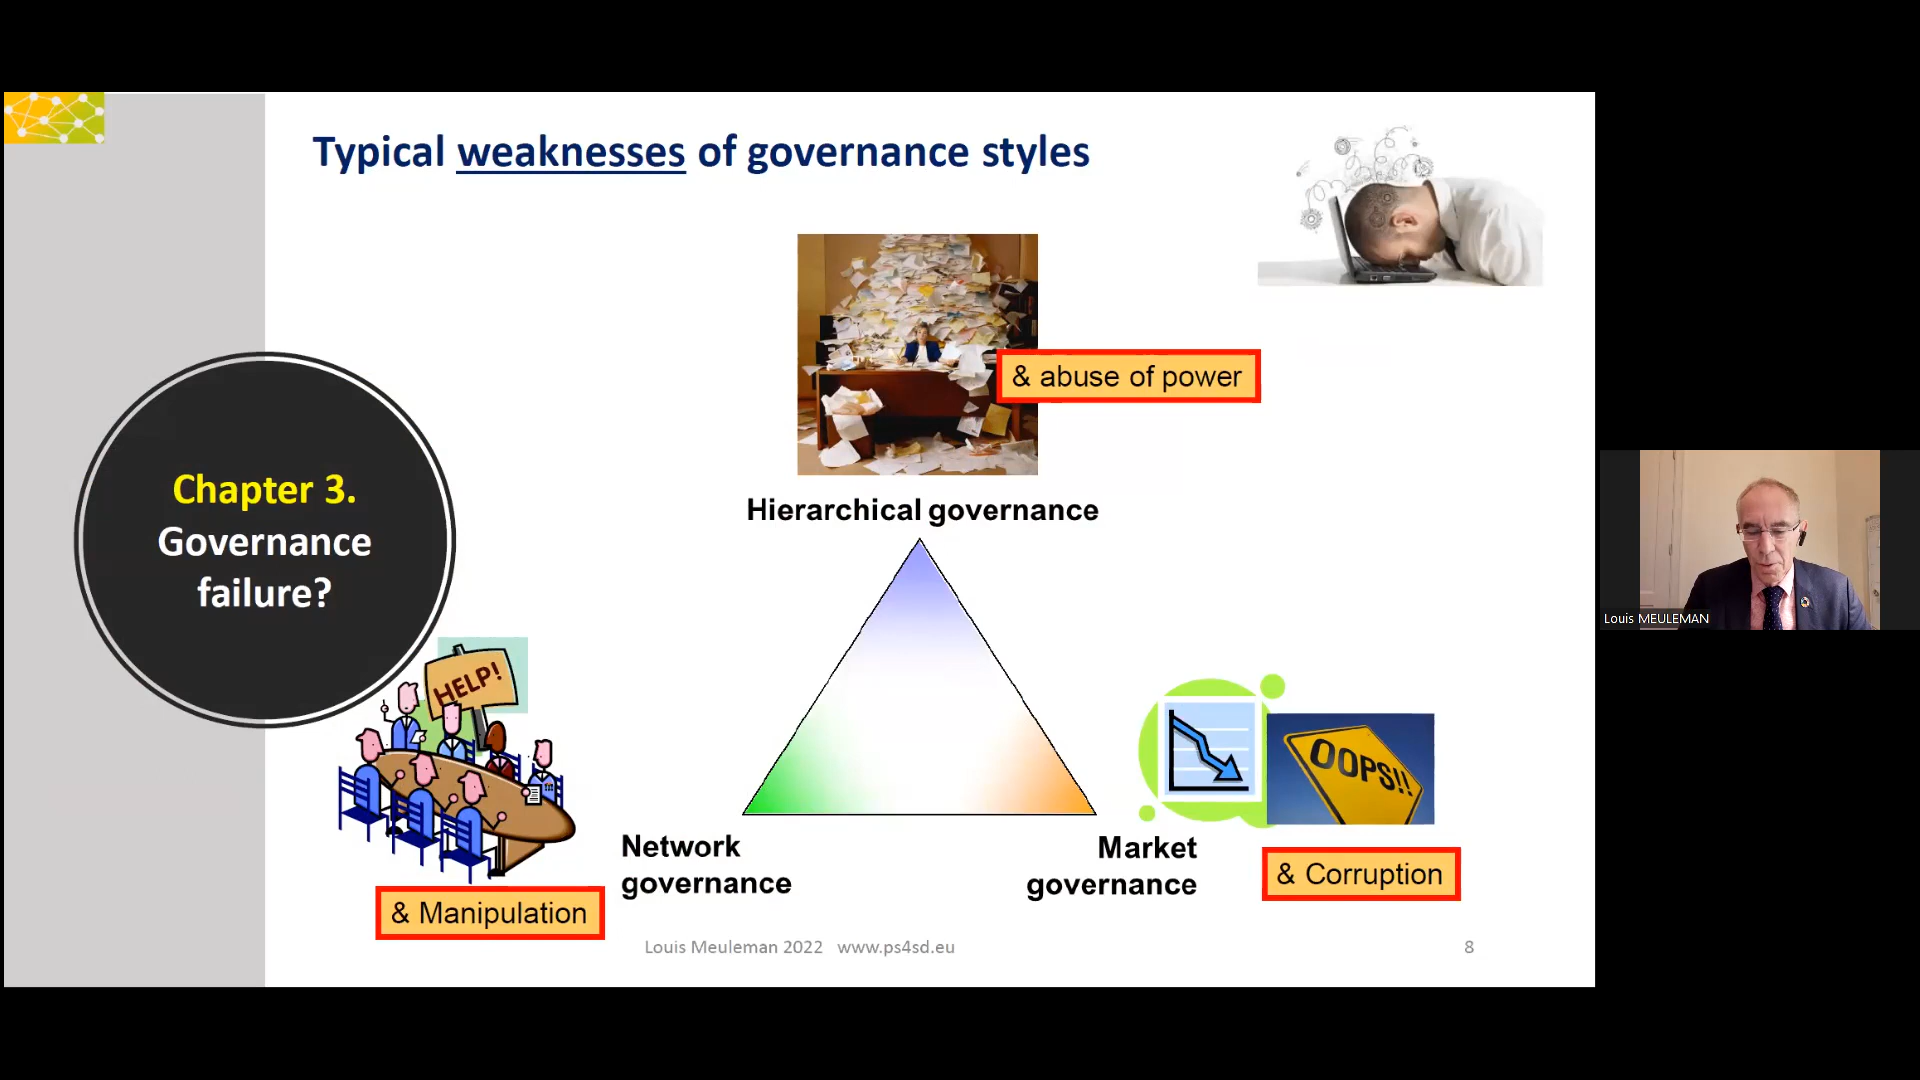 Typical weaknesses of governance styles
& abuse of power
Chapter 3.
Governance
failure?
Hierarchical governance
HELP!
OOPS!!
Network
governance
Market
governance
& Manipulation
& Corruption
Louis Meuleman 2022 www.ps4sd.eu
8
Louis MEULEMAN